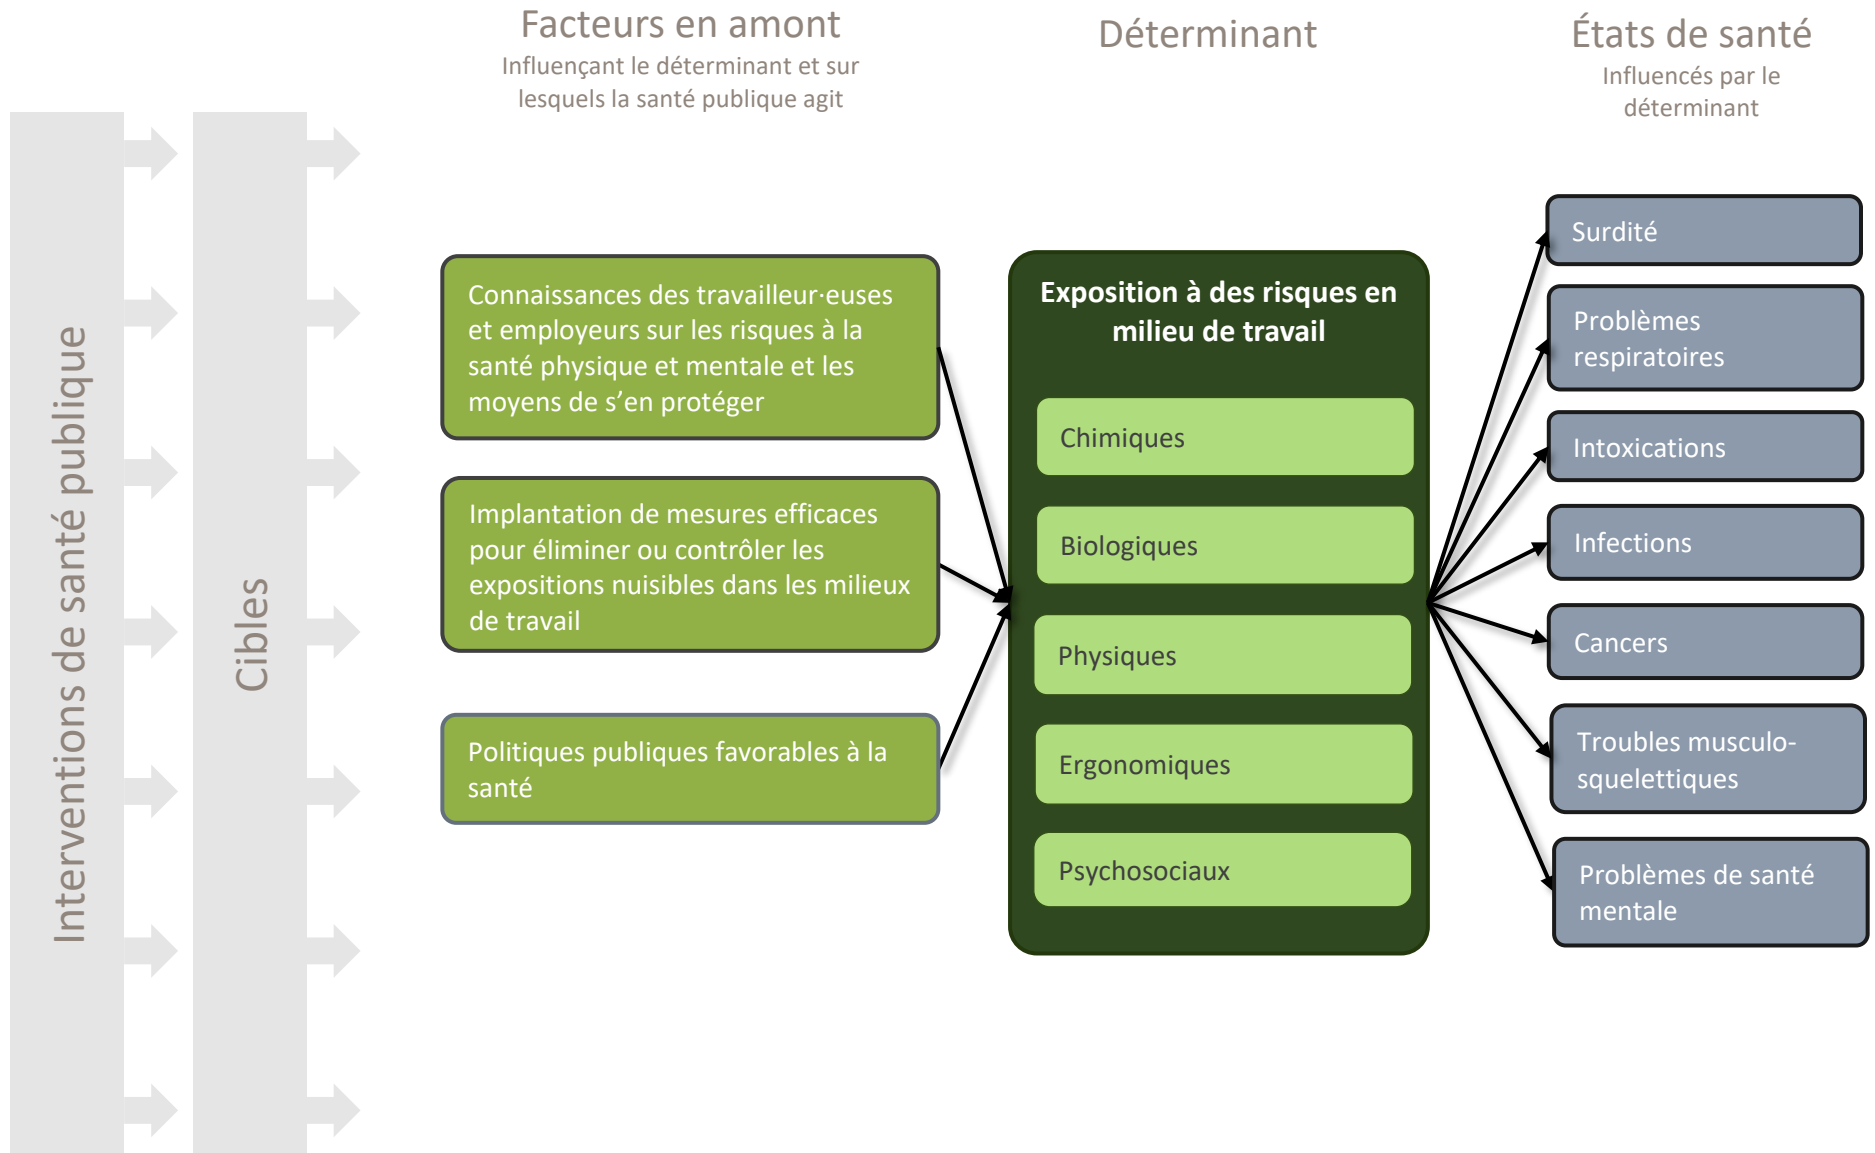 Facteurs en amont
Influençant le déterminant et sur
lesquels la santé publique agit
Déterminant
États de santé
Influencés par le
déterminant
Interventions de santé publique
Cibles
Connaissances des travailleur·euses
et employeurs sur les risques à la
santé physique et mentale et les
moyens de s’en protéger
Implantation de mesures efficaces
pour éliminer ou contrôler les
expositions nuisibles dans les milieux
de travail
Politiques publiques favorables à la
santé
Exposition à des risques en
milieu de travail
Chimiques
Biologiques
Physiques
Ergonomiques
Psychosociaux
Surdité
Problèmes
respiratoires
Intoxications
Infections
Cancers
Troubles musculo-
squelettiques
Problèmes de santé
mentale